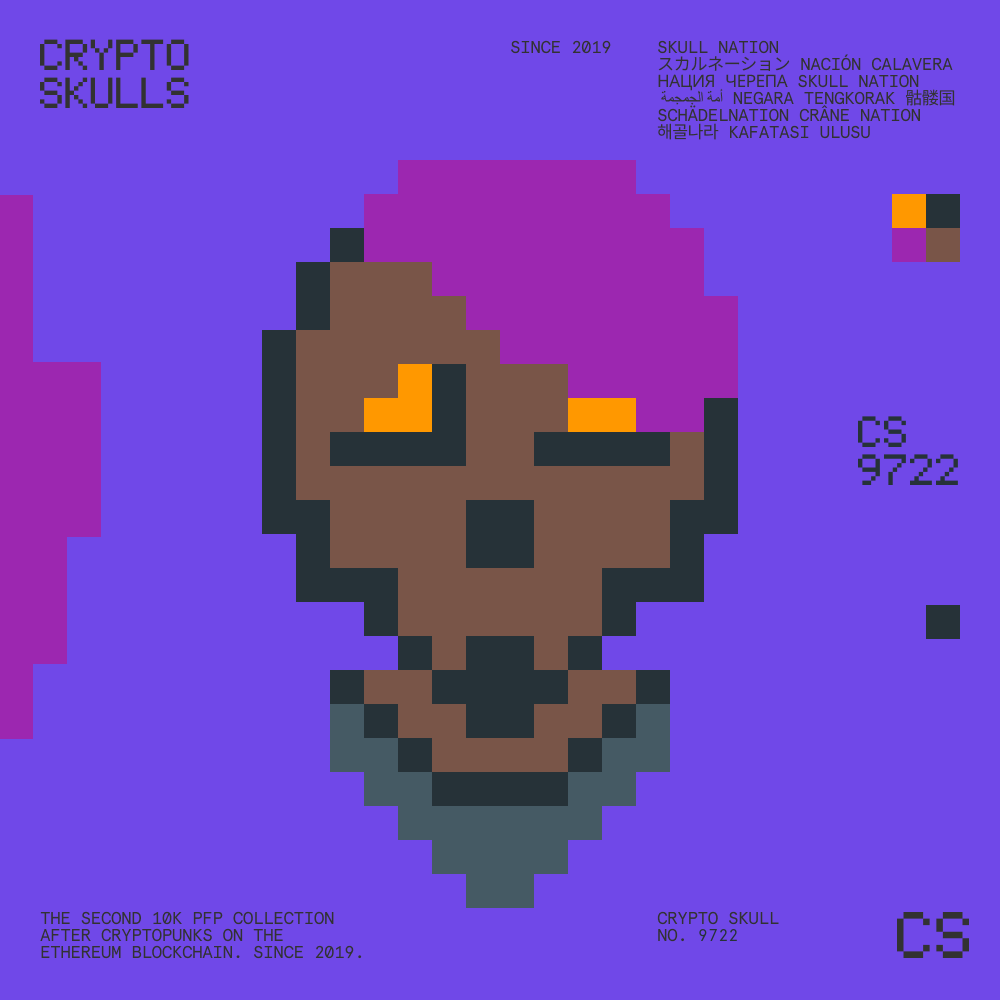 CRYPTO
SKULLS
SINCE 2019
SKULL NATION
スカルネーション NACIÓN CALAVERA
НАЦИЯ ЧЕРЕПА SKULL NATION
أمة الجمجمة NEGARA TENGKORAK 骷髅国
SCHÄDELNATION CRÂNE NATION
해골나라 KAFATASI ULUSU
CS
9722
THE SECOND 10K PFP COLLECTION
AFTER CRYPTOPUNKS ON THE
ETHEREUM BLOCKCHAIN. SINCE 2019.
CRYPTO SKULL
NO. 9722
CS